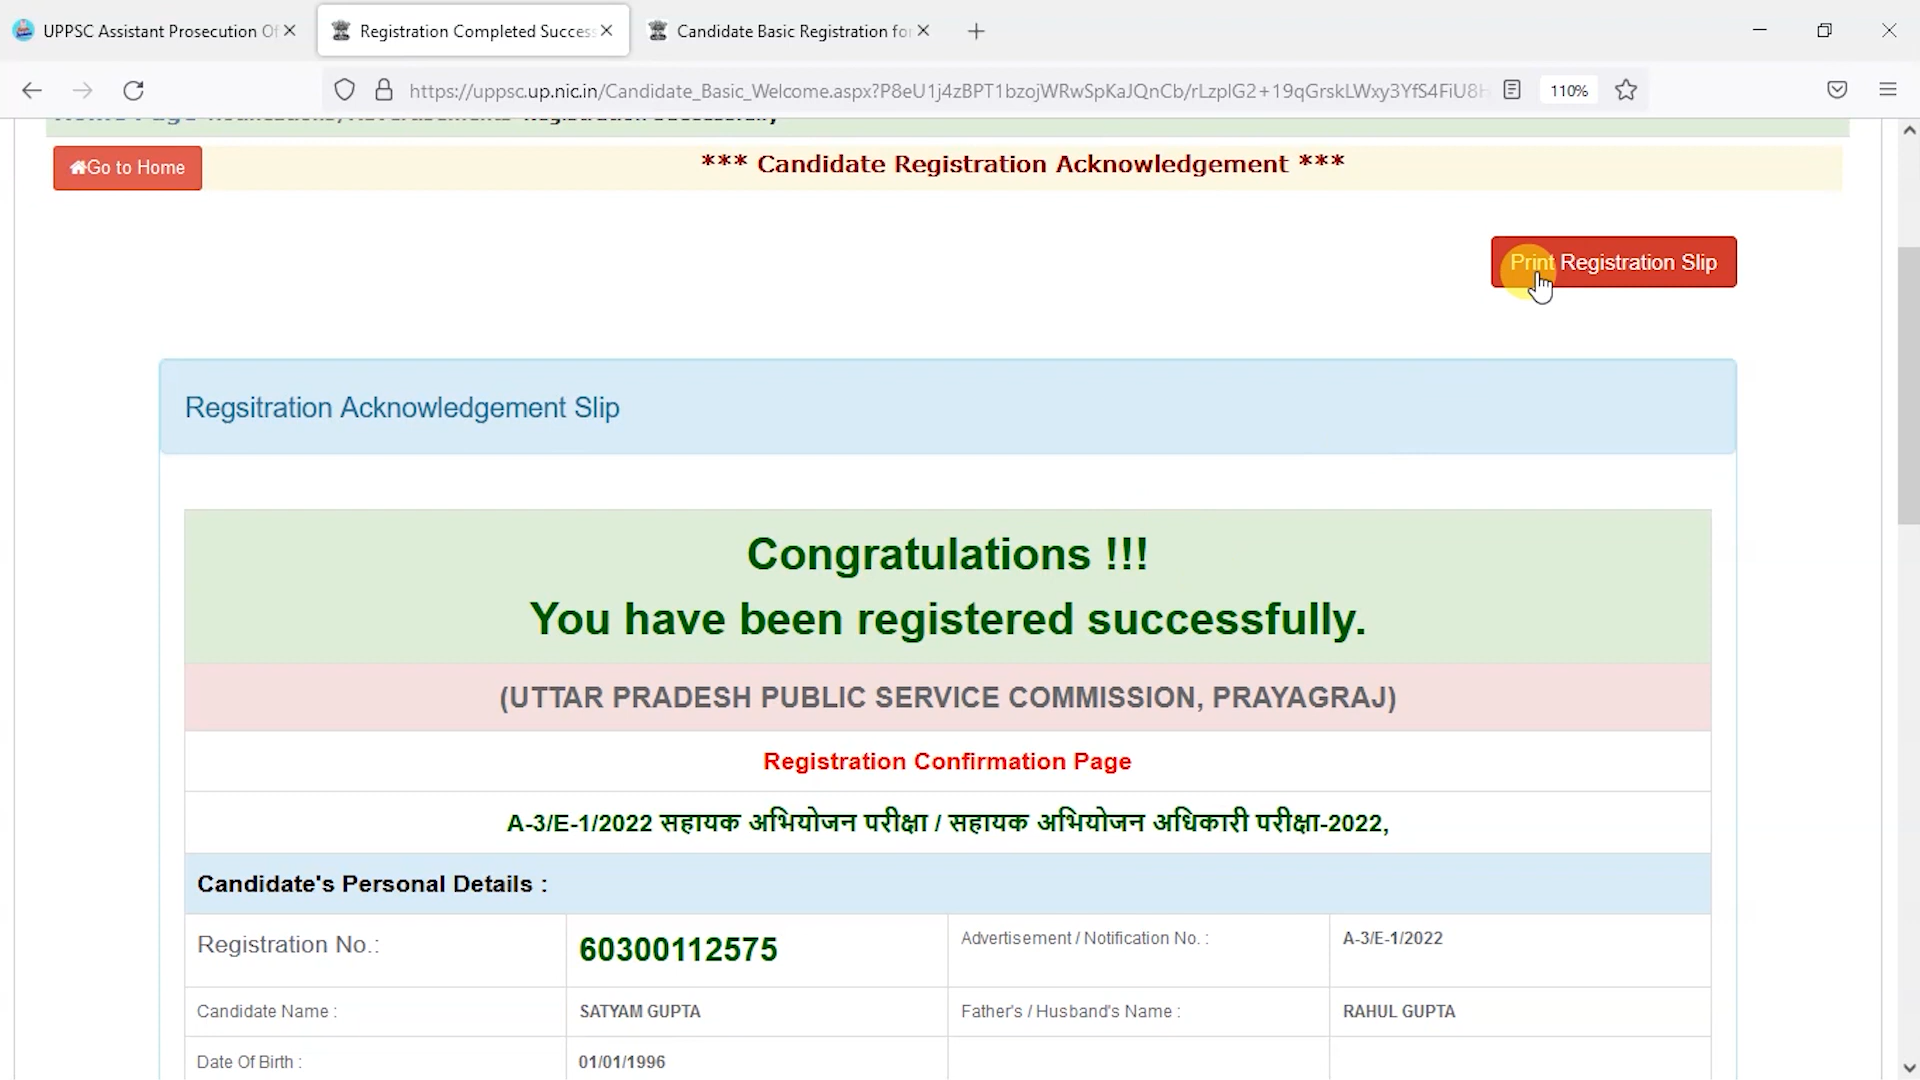 UPPSC Assistant Prosecution Of
Registration Completed Success
Candidate Basic Registration for
https://uppsc.up.nic.in/Candidate_Basic_Welcome.aspx?P8eU1j4zBPT1bzojWRwSpKaJQnCb/rLzplG2+19qGrskLWxy3YfS4FiU8H
110%
Go to Home
*** Candidate Registration Acknowledgement ***
Print Registration Slip
Regsitration Acknowledgement Slip
Congratulations !!!
You have been registered successfully.
(UTTAR PRADESH PUBLIC SERVICE COMMISSION, PRAYAGRAJ)
Registration Confirmation Page
A-3/E-1/2022 सहायक अभियोजन परीक्षा / सहायक अभियोजन अधिकारी परीक्षा-2022,
Candidate's Personal Details :
Registration No.: 60300112575 Advertisement / Notification No. : A-3/E-1/2022
Candidate Name : SATYAM GUPTA Father's / Husband's Name : RAHUL GUPTA
Date Of Birth : 01/01/1996